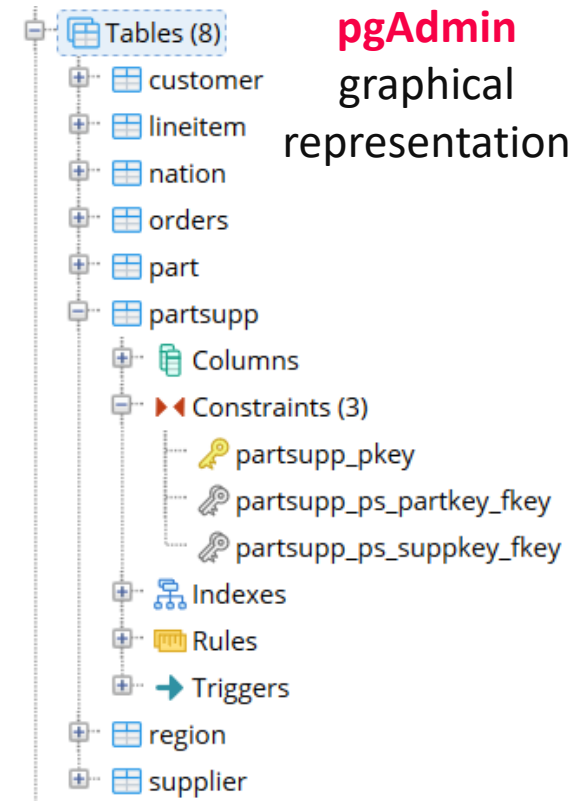 Tables (8)
pgAdmin
graphical
representation
customer
lineitem
nation
orders
part
partsupp
Columns
Constraints (3)
partsupp_pkey
partsupp_ps_partkey_fkey
partsupp_ps_suppkey_fkey
Indexes
Rules
Triggers
region
supplier